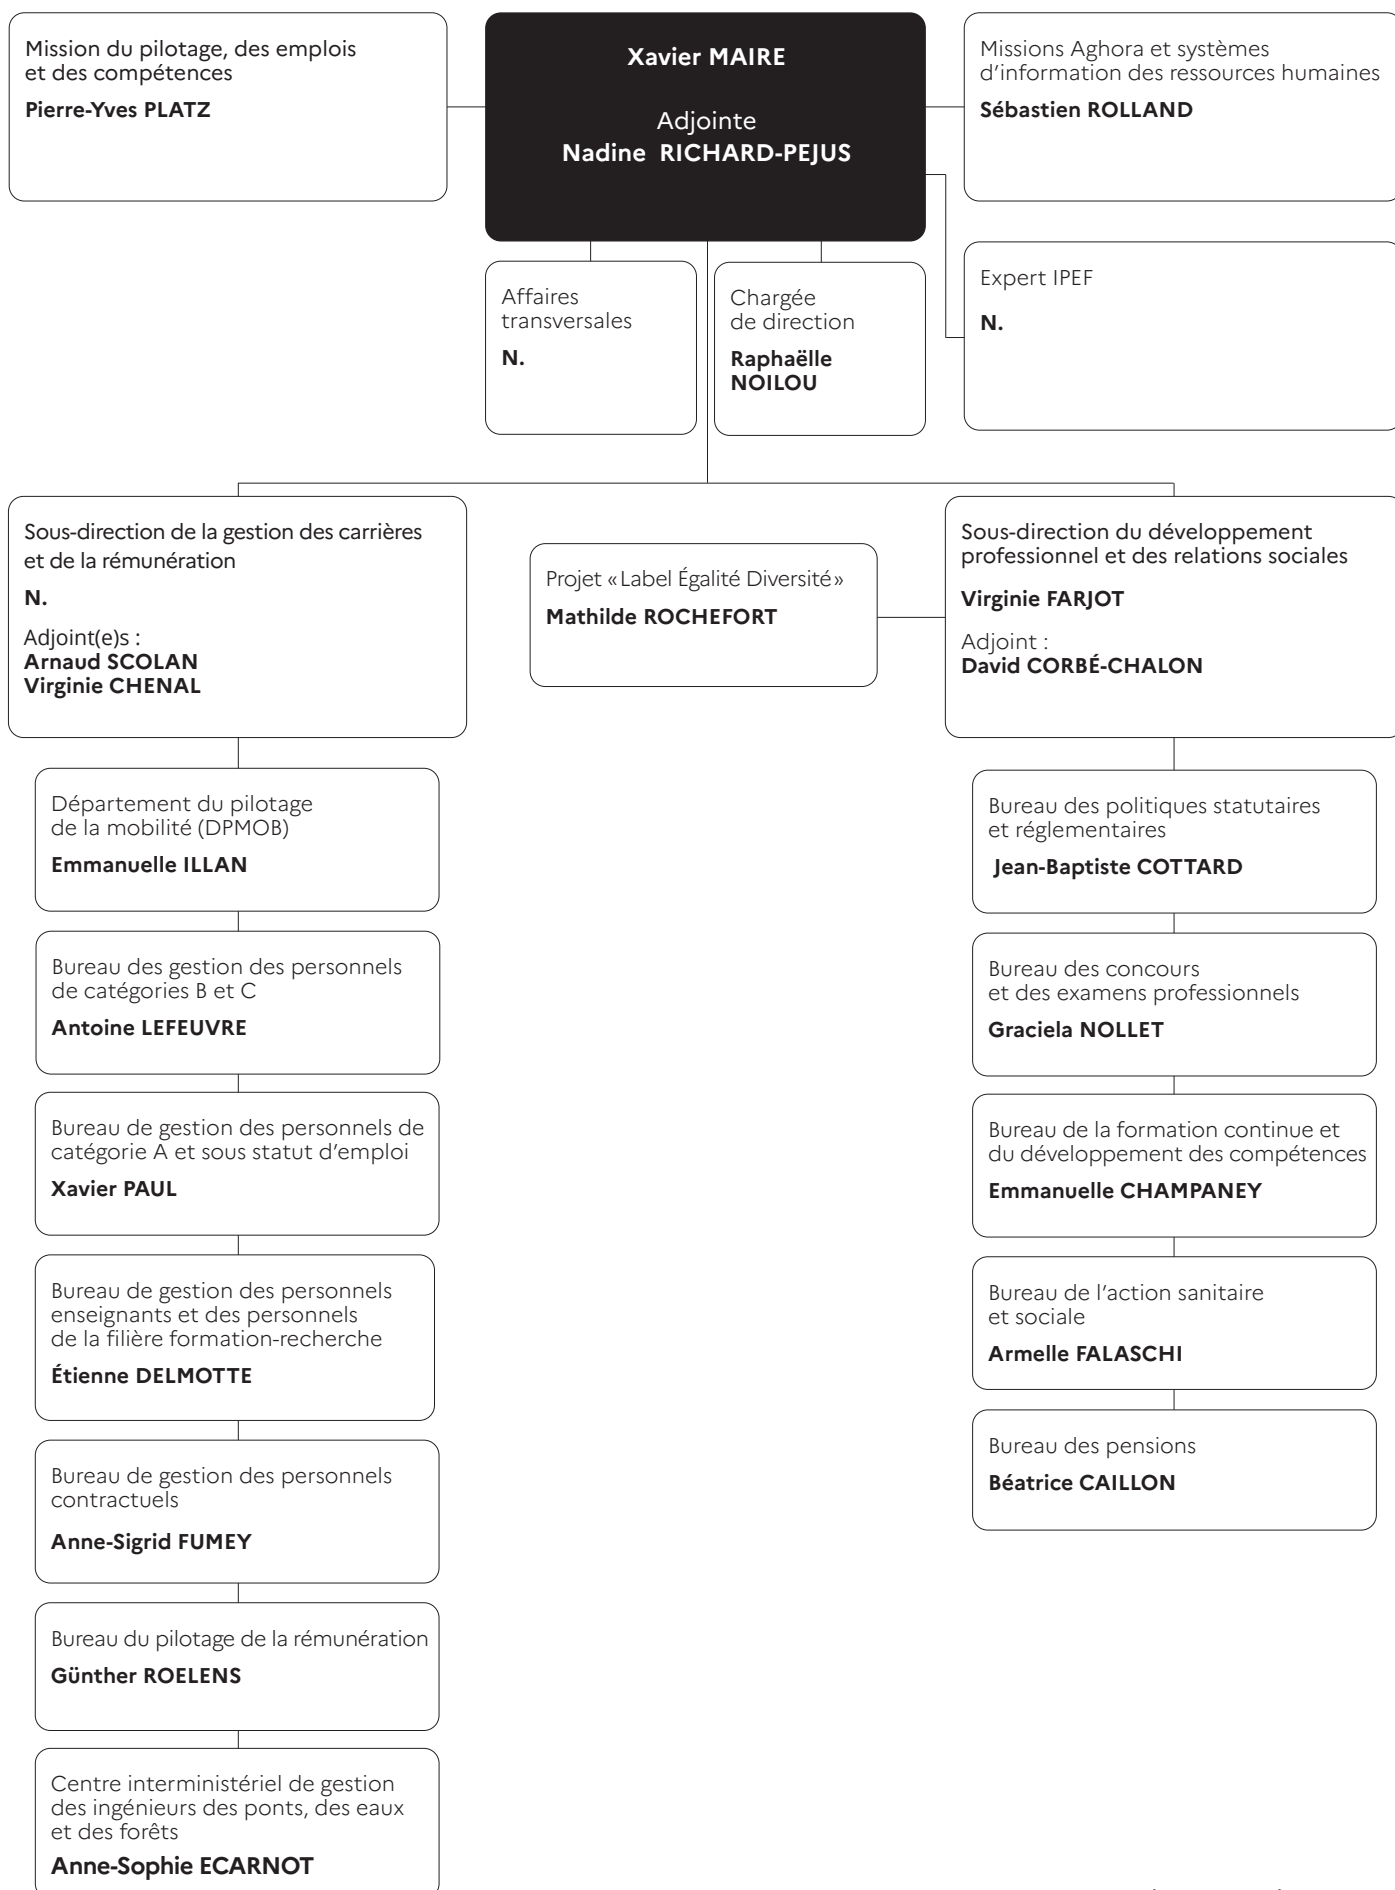 Mission du pilotage, des emplois
et des compétences
Pierre-Yves PLATZ
Xavier MAIRE
Adjointe
Nadine RICHARD-PEJUS
Missions Aghora et systèmes
d'information des ressources humaines
Sébastien ROLLAND
Affaires
transversales
N.
Chargée
de direction
Raphaëlle
NOILOU
Expert IPEF
N.
Sous-direction de la gestion des carrières
et de la rémunération
N.
Adjoint(e)s :
Arnaud SCOLAN
Virginie CHENAL
Projet «Label Égalité Diversité»
Mathilde ROCHEFORT
Sous-direction du développement
professionnel et des relations sociales
Virginie FARJOT
Adjoint :
David CORBÉ-CHALON
Département du pilotage
de la mobilité (DPMOB)
Emmanuelle ILLAN
Bureau des gestion des personnels
de catégories B et C
Antoine LEFEUVRE
Bureau de gestion des personnels de
catégorie A et sous statut d'emploi
Xavier PAUL
Bureau de gestion des personnels
enseignants et des personnels
de la filière formation-recherche
Étienne DELMOTTE
Bureau de gestion des personnels
contractuels
Anne-Sigrid FUMEY
Bureau du pilotage de la rémunération
Günther ROELENS
Centre interministériel de gestion
des ingénieurs des ponts, des eaux
et des forêts
Anne-Sophie ECARNOT
Bureau des politiques statutaires
et réglementaires
Jean-Baptiste COTTARD
Bureau des concours
et des examens professionnels
Graciela NOLLET
Bureau de la formation continue et
du développement des compétences
Emmanuelle CHAMPANEY
Bureau de l'action sanitaire
et sociale
Armelle FALASCHI
Bureau des pensions
Béatrice CAILLON